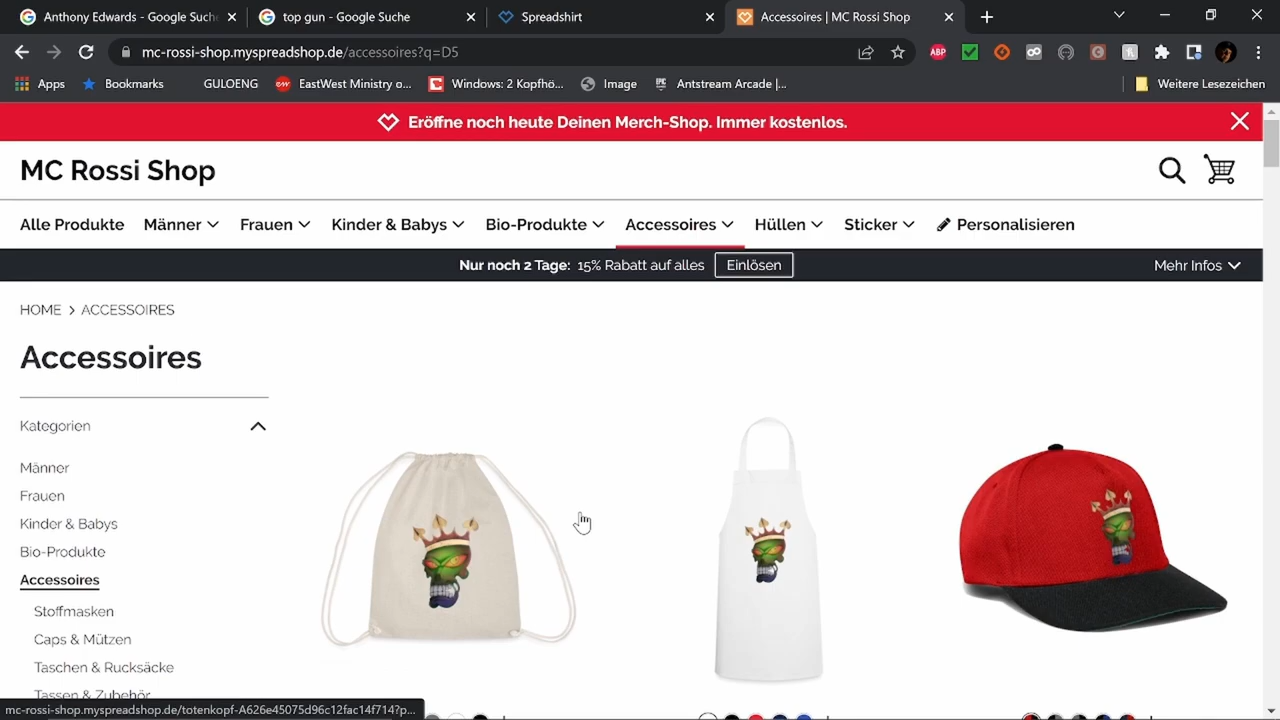 Anthony Edwards - Google Suche
top gun - Google Suche
Spreadshirt
Accessoires | MC Rossi Shop
mc-rossi-shop.myspreadshop.de/accessoires?q=D5
ABP
Apps
Bookmarks
GULOENG
EastWest Ministry o...
Windows: 2 Kopfhö...
Image
Antstream Arcade |...
Weitere Lesezeichen
Eröffne noch heute Deinen Merch-Shop. Immer kostenlos.
MC Rossi Shop
Alle Produkte
Männer
Frauen
Kinder & Babys
Bio-Produkte
Accessoires
Hüllen
Sticker
Personalisieren
Nur noch 2 Tage: 15% Rabatt auf alles
Einlösen
Mehr Infos
HOME > ACCESSOIRES
Accessoires
Kategorien
Männer
Frauen
Kinder & Babys
Bio-Produkte
Accessoires
Stoffmasken
Caps & Mützen
Taschen & Rucksäcke
Tassen & Zubehör
mc-rossi-shop.myspreadshop.de/totenkopf-A626e45075d96c12fac14f714?p...